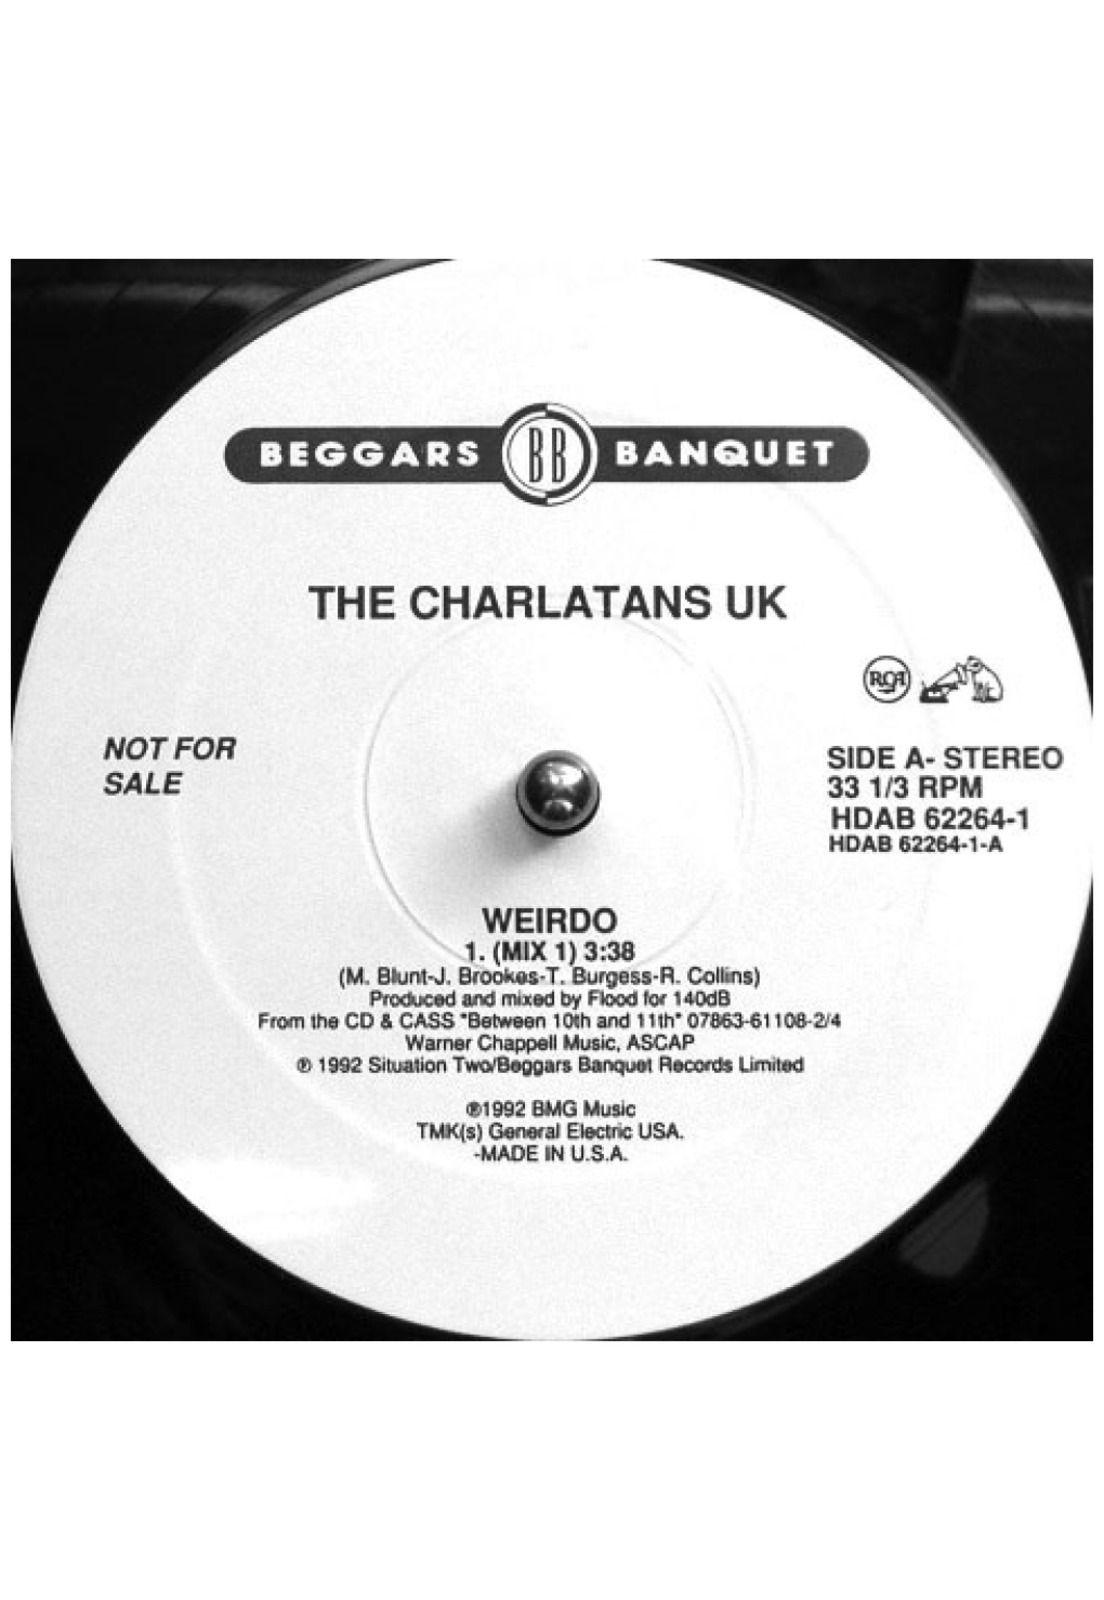 BEGGARS BB BANQUET
THE CHARLATANS UK
RCA
NOT FOR
SALE
SIDE A- STEREO
33 1/3 RPM
HDAB 62264-1
HDAB 62264-1-A
WEIRDO
1. (MIX 1) 3:38
(M. Blunt-J. Brookes-T. Burgess-R. Collins)
Produced and mixed by Flood for 140dB
From the CD & CASS "Between 10th and 11th" 07863-61108-2/4
Warner Chappell Music, ASCAP
℗ 1992 Situation Two/Beggars Banquet Records Limited
℗1992 BMG Music
TMK(s) General Electric USA.
-MADE IN U.S.A.